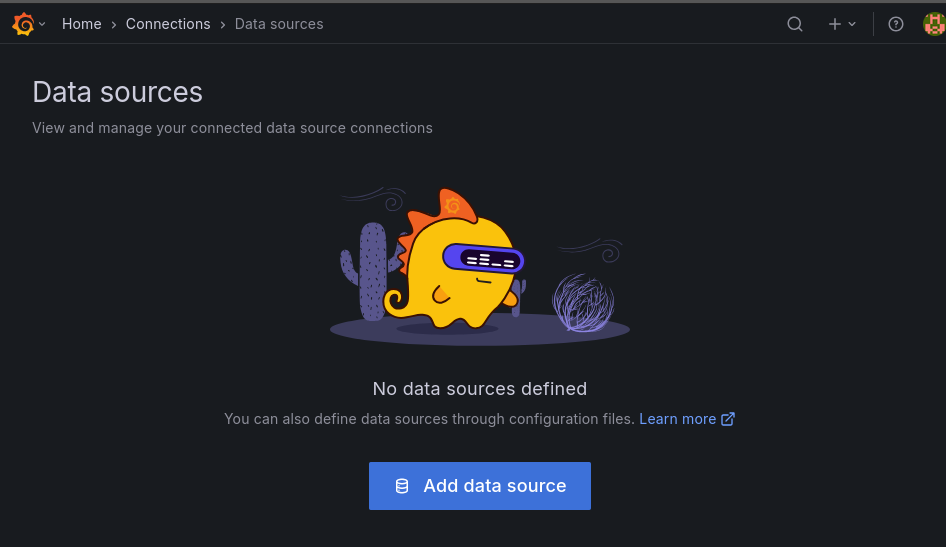 Home › Connections › Data sources
Data sources
View and manage your connected data source connections
No data sources defined
You can also define data sources through configuration files. Learn more
Add data source